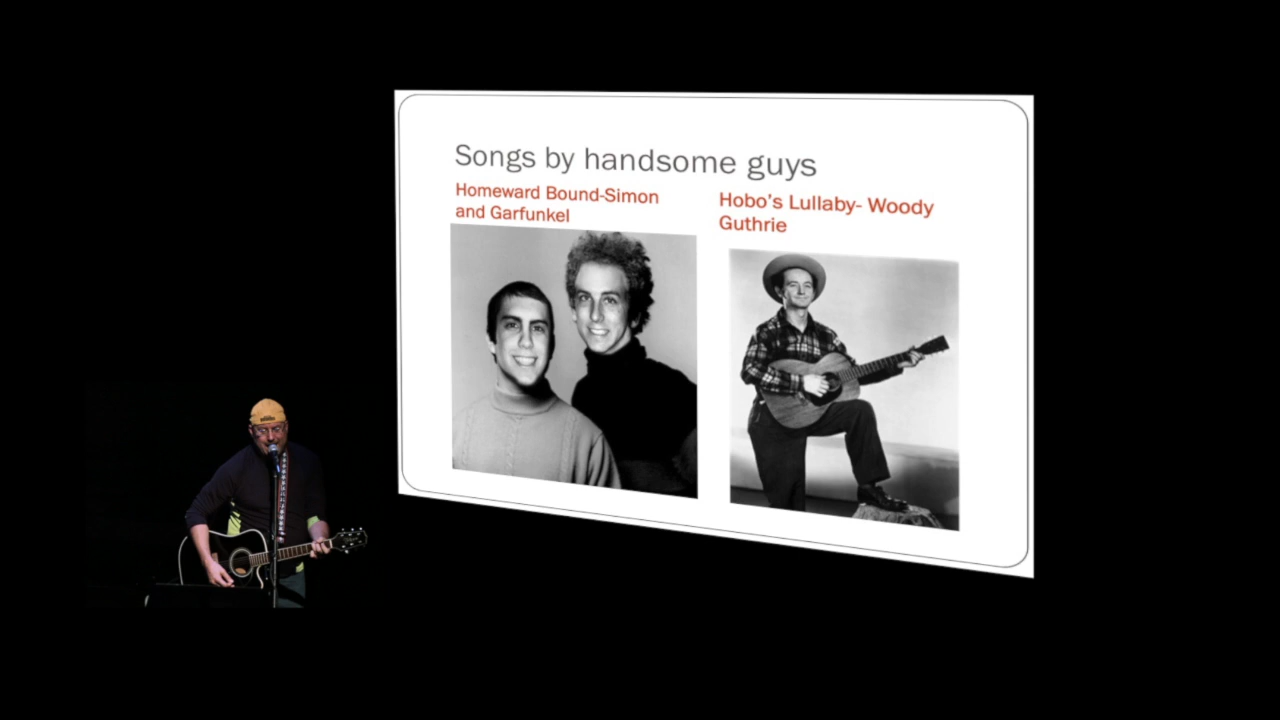 Songs by handsome guys
Homeward Bound-Simon
and Garfunkel
Hobo's Lullaby- Woody
Guthrie